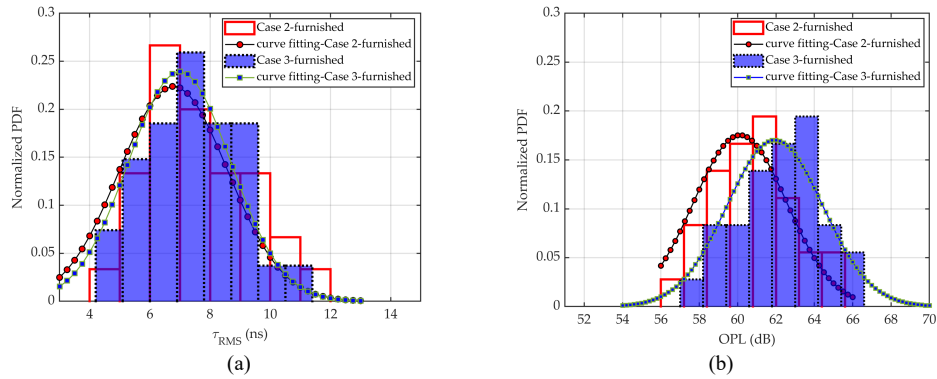 0.3
0.25
0.2
0.15
0.1
0.05
0
Normalized PDF
Case 2-furnished
curve fitting-Case 2-furnished
Case 3-furnished
curve fitting-Case 3-furnished
4 6 8 10 12 14
τRMS (ns)
(a)
0.3
0.25
0.2
0.15
0.1
0.05
0
Normalized PDF
Case 2-furnished
curve fitting-Case 2-furnished
Case 3-furnished
curve fitting-Case 3-furnished
52 54 56 58 60 62 64 66 68 70
OPL (dB)
(b)